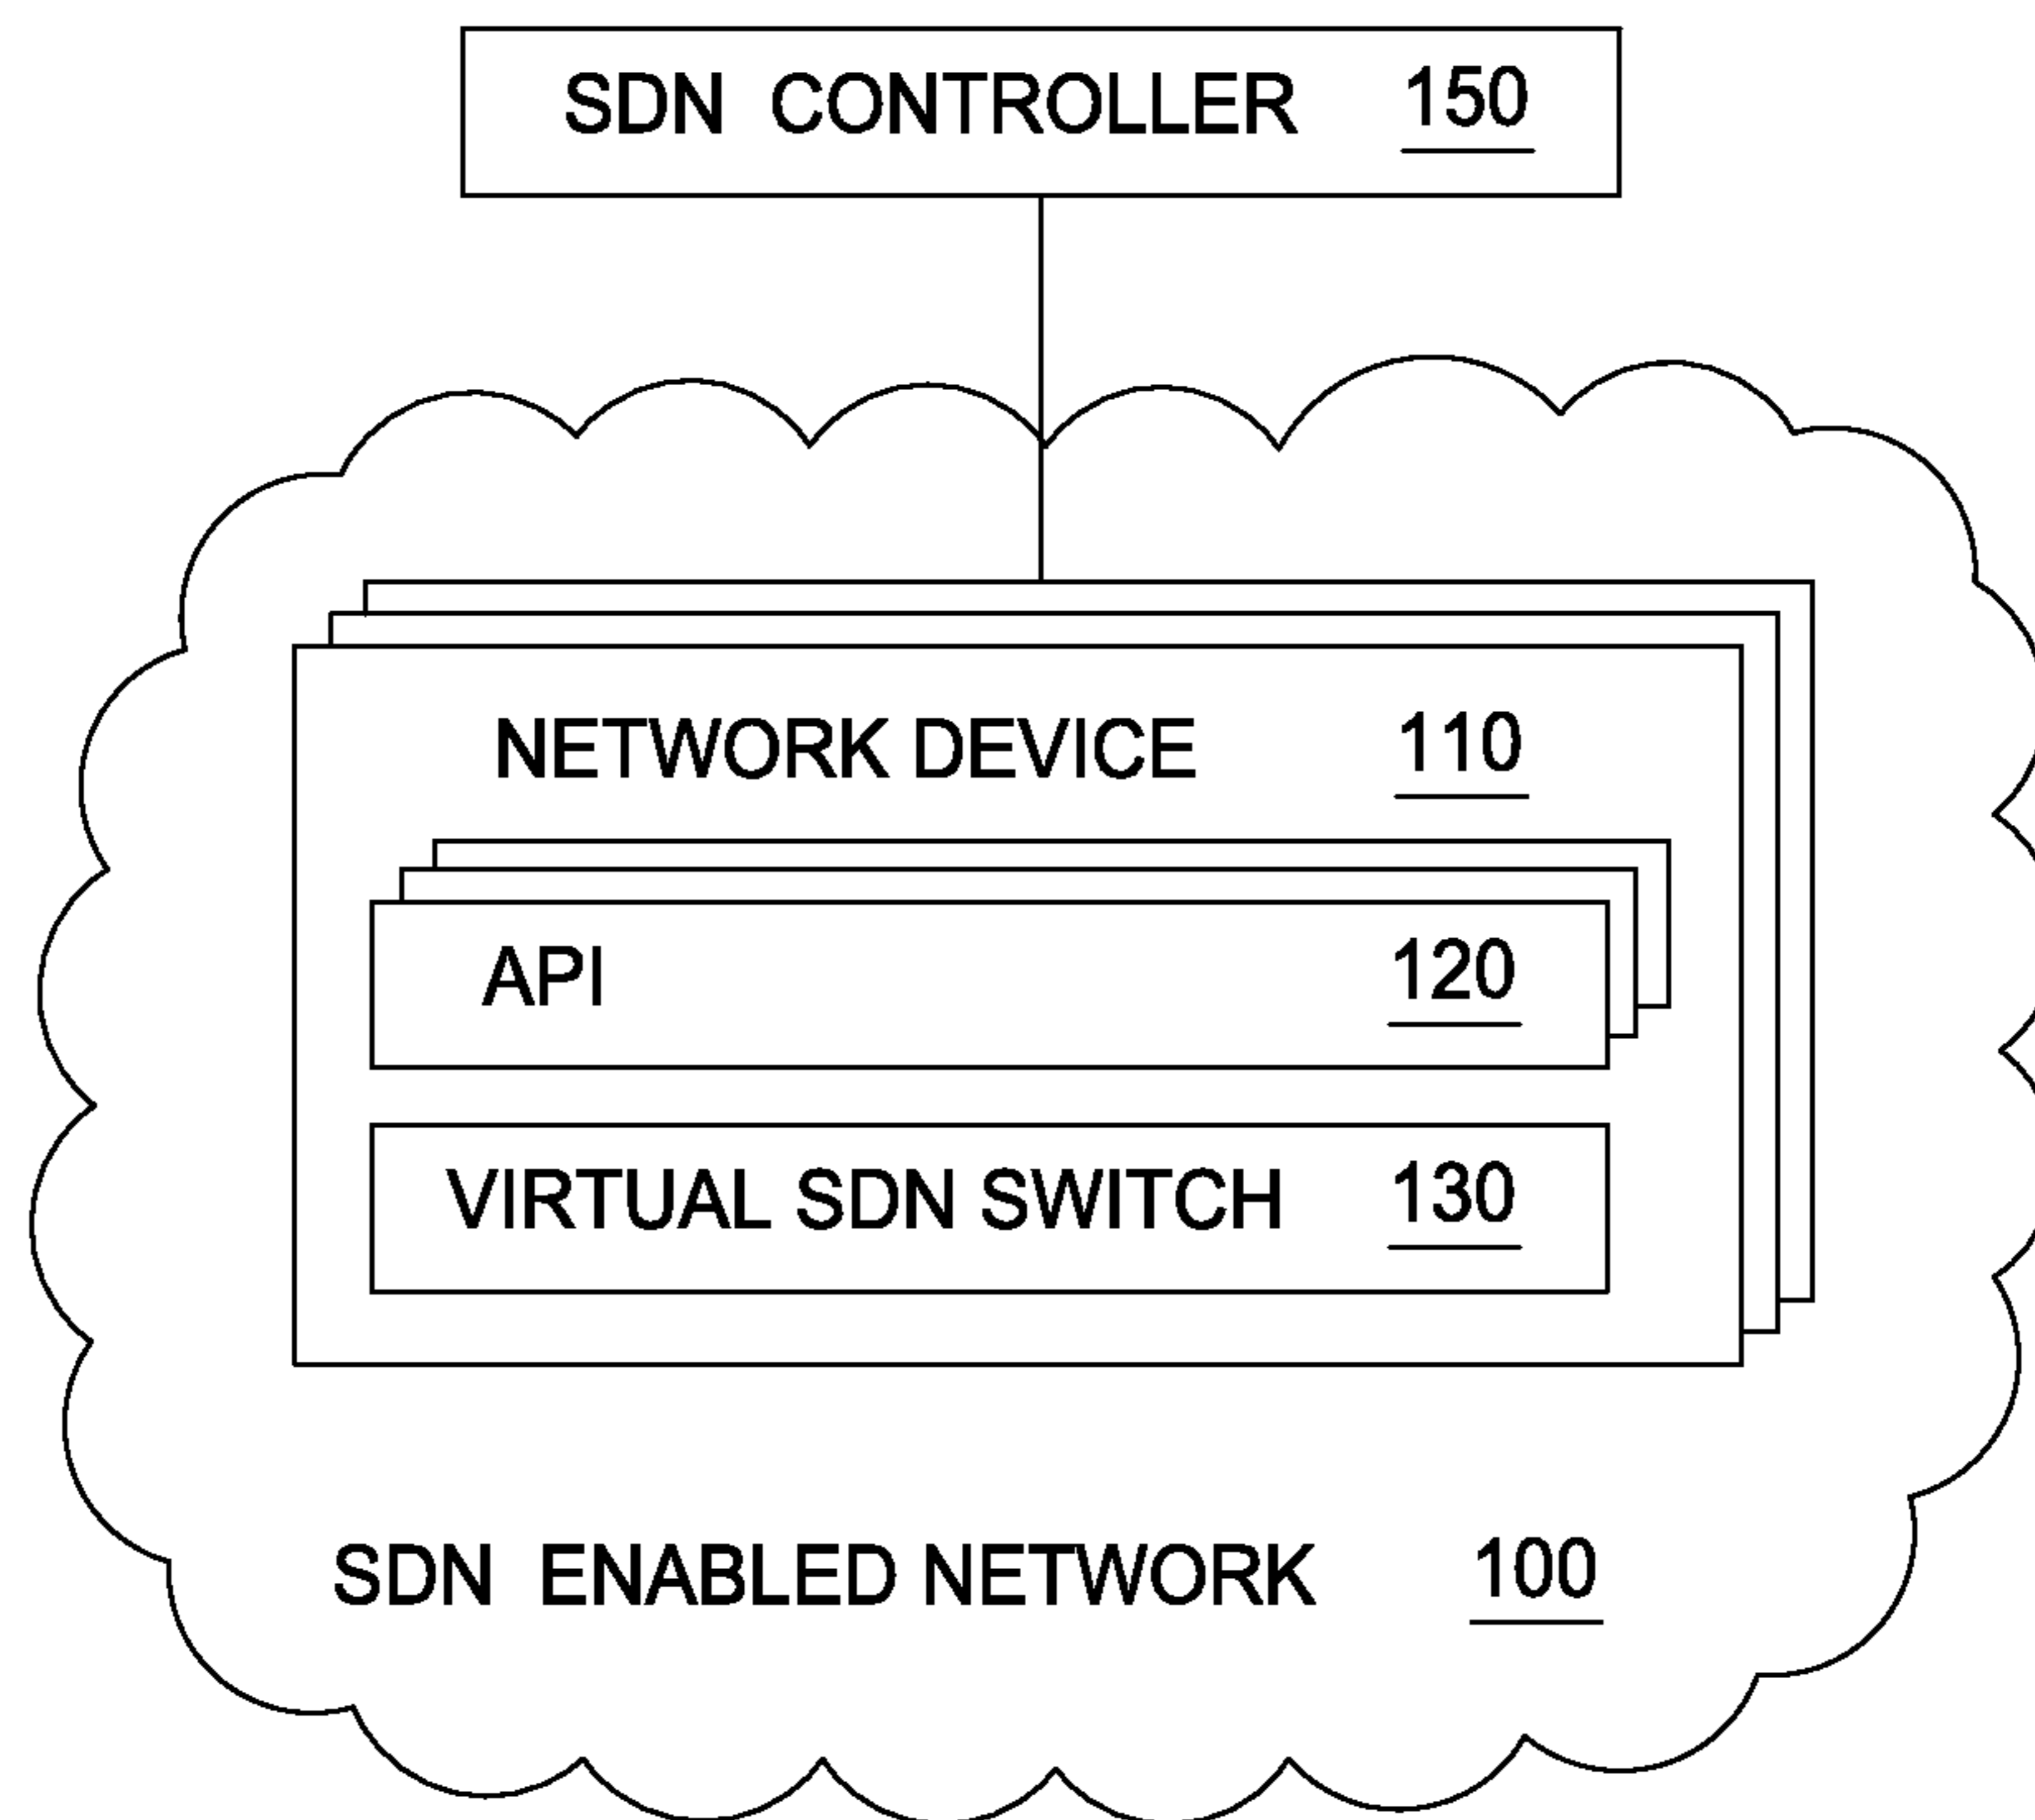 SDN CONTROLLER 150
NETWORK DEVICE 110
API 120
VIRTUAL SDN SWITCH 130
SDN ENABLED NETWORK 100